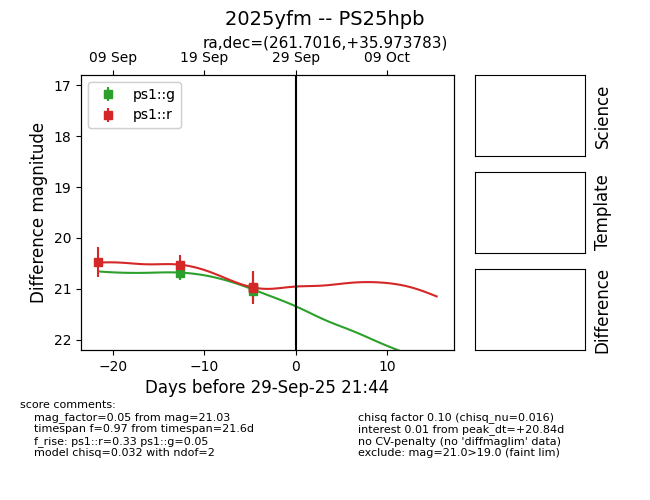 2025yfm -- PS25hpb
ra,dec=(261.7016,+35.973783)
09 Sep 19 Sep 29 Sep 09 Oct
ps1::g
ps1::r
17
18
19
20
21
22
Difference magnitude
−20 −10 0 10
Days before 29-Sep-25 21:44
Science
Template
Difference
score comments:
mag_factor=0.05 from mag=21.03
timespan f=0.97 from timespan=21.6d
f_rise: ps1::r=0.33 ps1::g=0.05
model chisq=0.032 with ndof=2
chisq factor 0.10 (chisq_nu=0.016)
interest 0.01 from peak_dt=+20.84d
no CV-penalty (no 'diffmaglim' data)
exclude: mag=21.0>19.0 (faint lim)